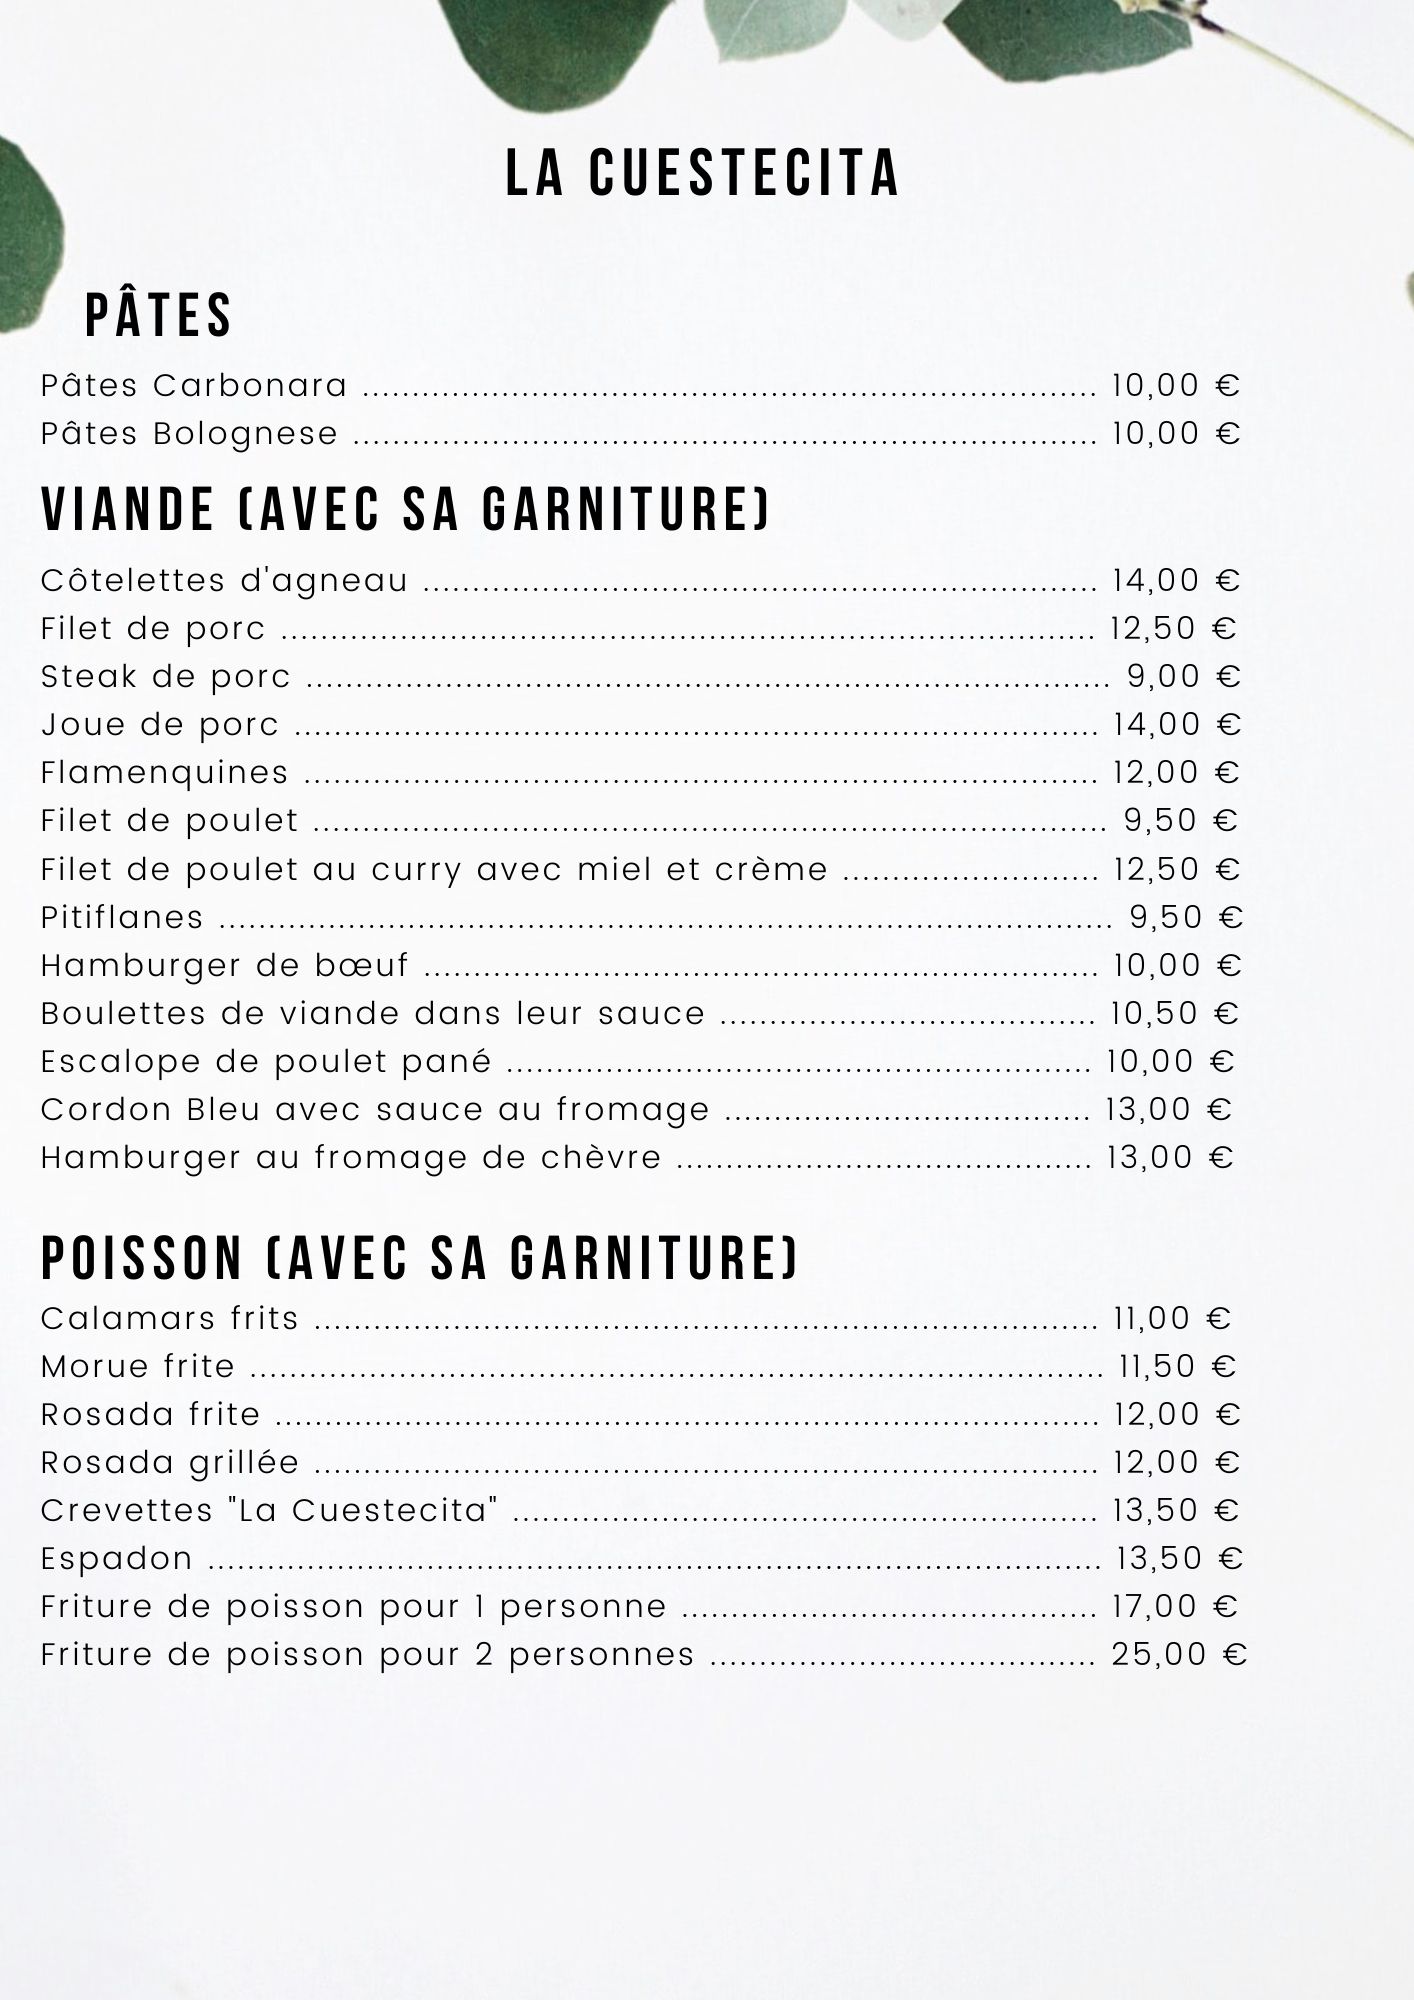 LA CUESTECITA
PÂTES
Pâtes Carbonara ........................................................................... 10,00 €
Pâtes Bolognese ............................................................................ 10,00 €
VIANDE (AVEC SA GARNITURE)
Côtelettes d'agneau ..................................................................... 14,00 €
Filet de porc ................................................................................... 12,50 €
Steak de porc .................................................................................. 9,00 €
Joue de porc .................................................................................. 14,00 €
Flamenquines ................................................................................. 12,00 €
Filet de poulet ................................................................................. 9,50 €
Filet de poulet au curry avec miel et crème .......................... 12,50 €
Pitiflanes ........................................................................................... 9,50 €
Hamburger de bœuf ..................................................................... 10,00 €
Boulettes de viande dans leur sauce ...................................... 10,50 €
Escalope de poulet pané ........................................................... 10,00 €
Cordon Bleu avec sauce au fromage ..................................... 13,00 €
Hamburger au fromage de chèvre .......................................... 13,00 €
POISSON (AVEC SA GARNITURE)
Calamars frits ................................................................................ 11,00 €
Morue frite ....................................................................................... 11,50 €
Rosada frite .................................................................................... 12,00 €
Rosada grillée ................................................................................ 12,00 €
Crevettes "La Cuestecita" ........................................................... 13,50 €
Espadon ........................................................................................... 13,50 €
Friture de poisson pour 1 personne .......................................... 17,00 €
Friture de poisson pour 2 personnes ....................................... 25,00 €